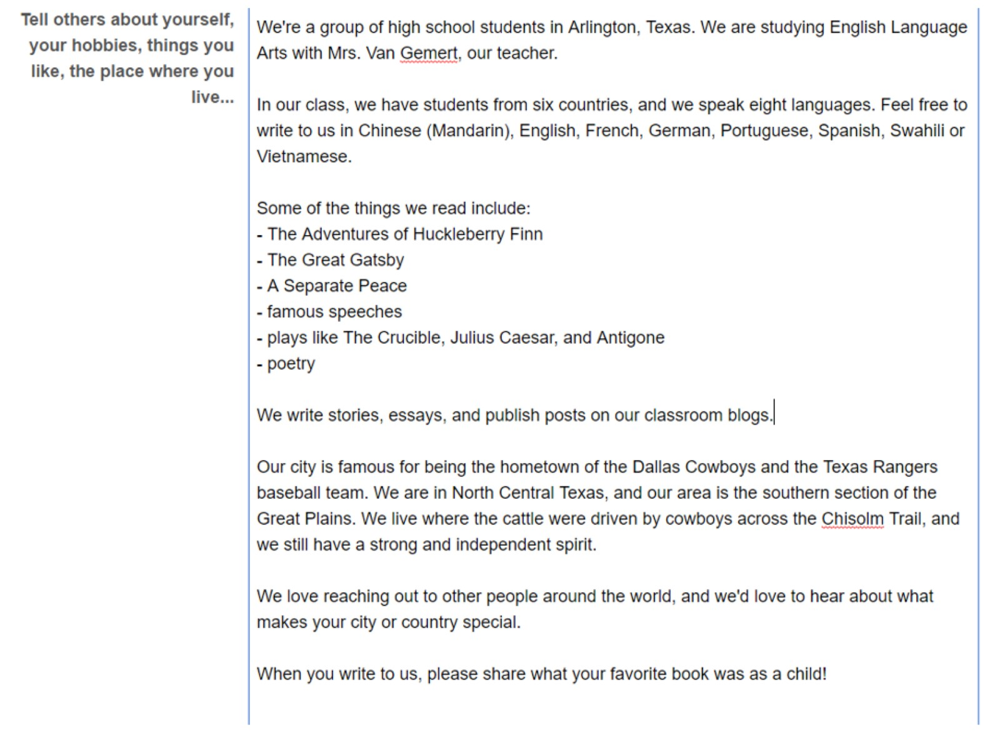 Tell others about yourself,
your hobbies, things you
like, the place where you
live...
We're a group of high school students in Arlington, Texas. We are studying English Language
Arts with Mrs. Van Gemert, our teacher.
In our class, we have students from six countries, and we speak eight languages. Feel free to
write to us in Chinese (Mandarin), English, French, German, Portuguese, Spanish, Swahili or
Vietnamese.
Some of the things we read include:
- The Adventures of Huckleberry Finn
- The Great Gatsby
- A Separate Peace
- famous speeches
- plays like The Crucible, Julius Caesar, and Antigone
- poetry
We write stories, essays, and publish posts on our classroom blogs.
Our city is famous for being the hometown of the Dallas Cowboys and the Texas Rangers
baseball team. We are in North Central Texas, and our area is the southern section of the
Great Plains. We live where the cattle were driven by cowboys across the Chisolm Trail, and
we still have a strong and independent spirit.
We love reaching out to other people around the world, and we'd love to hear about what
makes your city or country special.
When you write to us, please share what your favorite book was as a child!